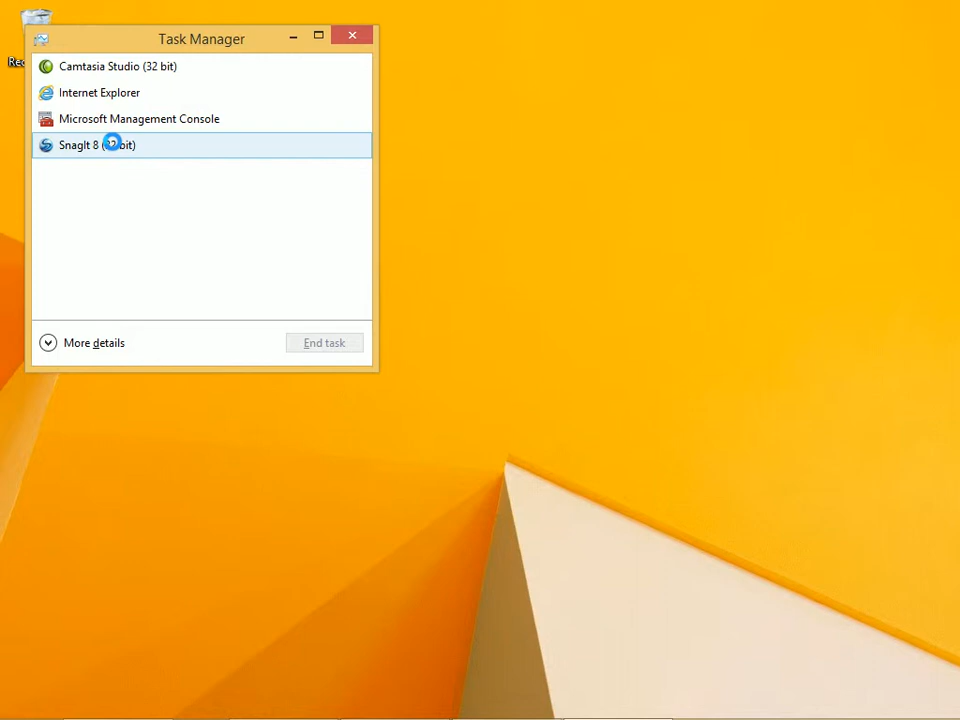 Task Manager
Rec
Camtasia Studio (32 bit)
Internet Explorer
Microsoft Management Console
SnagIt 8 (32 bit)
More details
End task